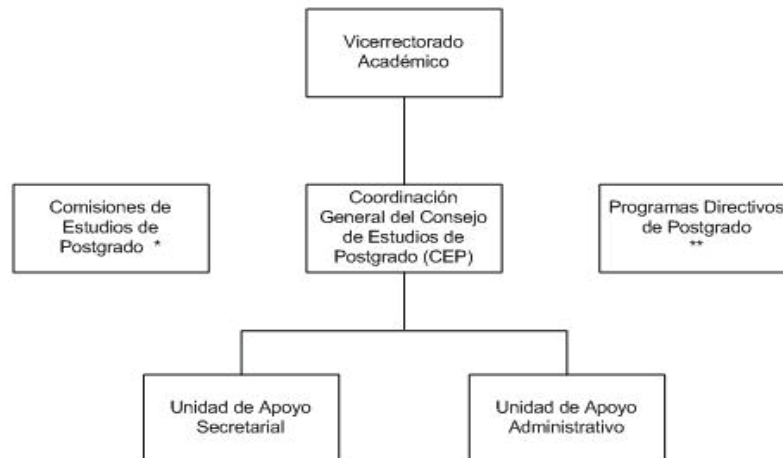 Vicerrectorado
Académico
Comisiones de
Estudios de
Postgrado *
Coordinación
General del Consejo
de Estudios de
Postgrado (CEP)
Programas Directivos
de Postgrado
**
Unidad de Apoyo
Secretarial
Unidad de Apoyo
Administrativo